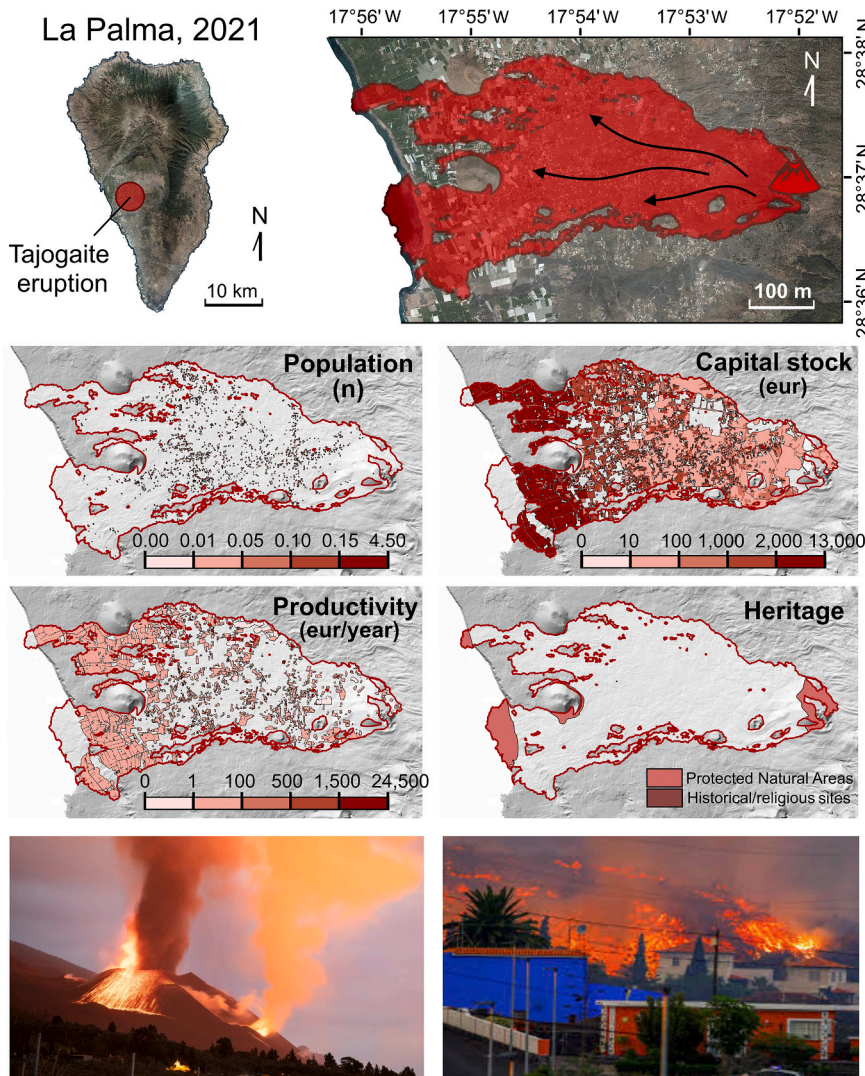 La Palma, 2021
Tajogaite
eruption
N
10 km
17°56' W 17°55' W 17°54' W 17°53' W 17°52' W
28°38' N
28°37' N
28°36' N
N
100 m
Population
(n)
0.00 0.01 0.05 0.10 0.15 4.50
Capital stock
(eur)
0 10 100 1,000 2,000 13,000
Productivity
(eur/year)
0 1 100 500 1,500 24,500
Heritage
Protected Natural Areas
Historical/religious sites